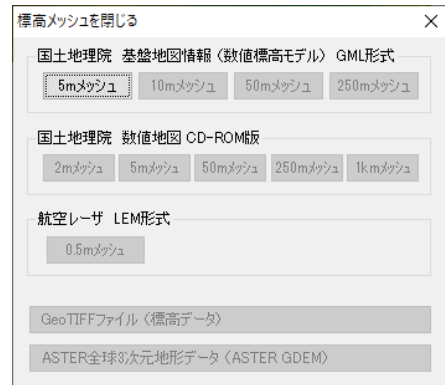 標高メッシュを閉じる
国土地理院 基盤地図情報(数値標高モデル) GML形式
5mメッシュ 10mメッシュ 50mメッシュ 250mメッシュ
国土地理院 数値地図 CD-ROM版
2mメッシュ 5mメッシュ 50mメッシュ 250mメッシュ 1kmメッシュ
航空レーザ LEM形式
0.5mメッシュ
GeoTIFFファイル(標高データ)
ASTER全球3次元地形データ(ASTER GDEM)